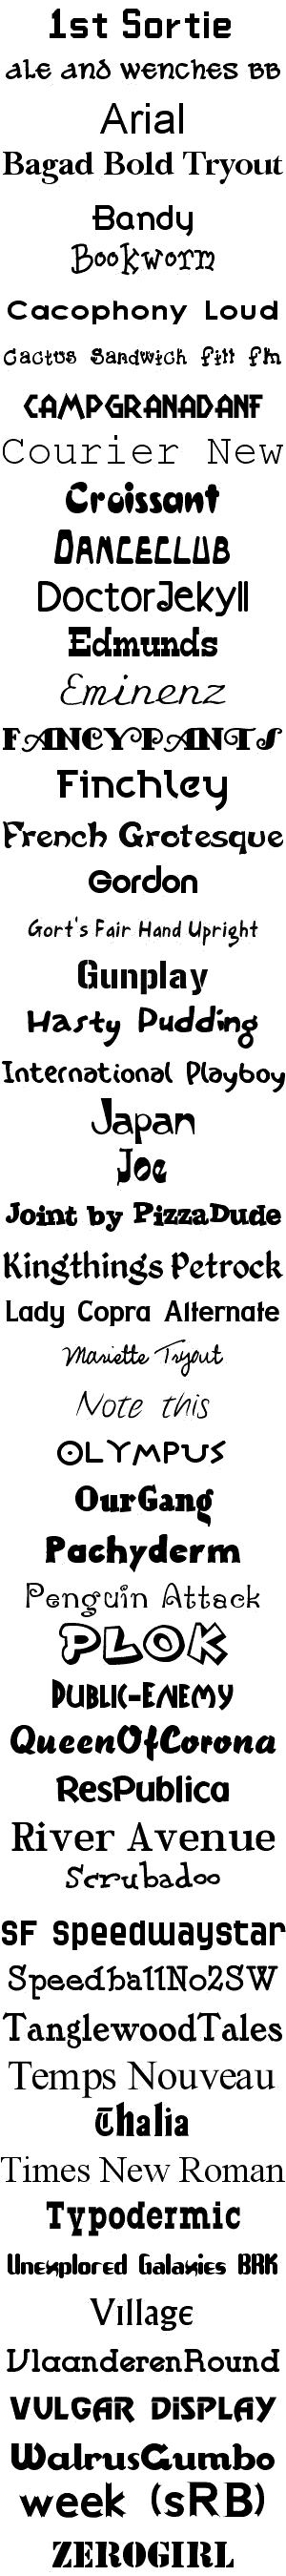 1st Sortie
ale and wenches BB
Arial
Bagad Bold Tryout
Bandy
Bookworm
Cacophony Loud
Cactus Sandwich Fill FM
CAMPGRANADANF
Courier New
Croissant
DANCECLUB
DoctorJekyll
Edmunds
Eminenz
FANCYPANTS
Finchley
French Grotesque
Gordon
Gort's Fair Hand Upright
Gunplay
Hasty Pudding
International Playboy
Japan
Joe
Joint by PizzaDude
Kingthings Petrock
Lady Copra Alternate
Mariette Tryout
Note this
OLYMPUS
OurGang
Pachyderm
Penguin Attack
PLOK
PUBLIC-ENEMY
QueenOfCorona
ResPublica
River Avenue
Scrubadoo
SF Speedwaystar
SpeedballNo2SW
TanglewoodTales
Temps Nouveau
Thalia
Times New Roman
Typodermic
Unexplored Galaxies BRK
Village
VlaanderenRound
VULGAR DISPLAY
WalrusGumbo
week (sRB)
ZEROGIRL